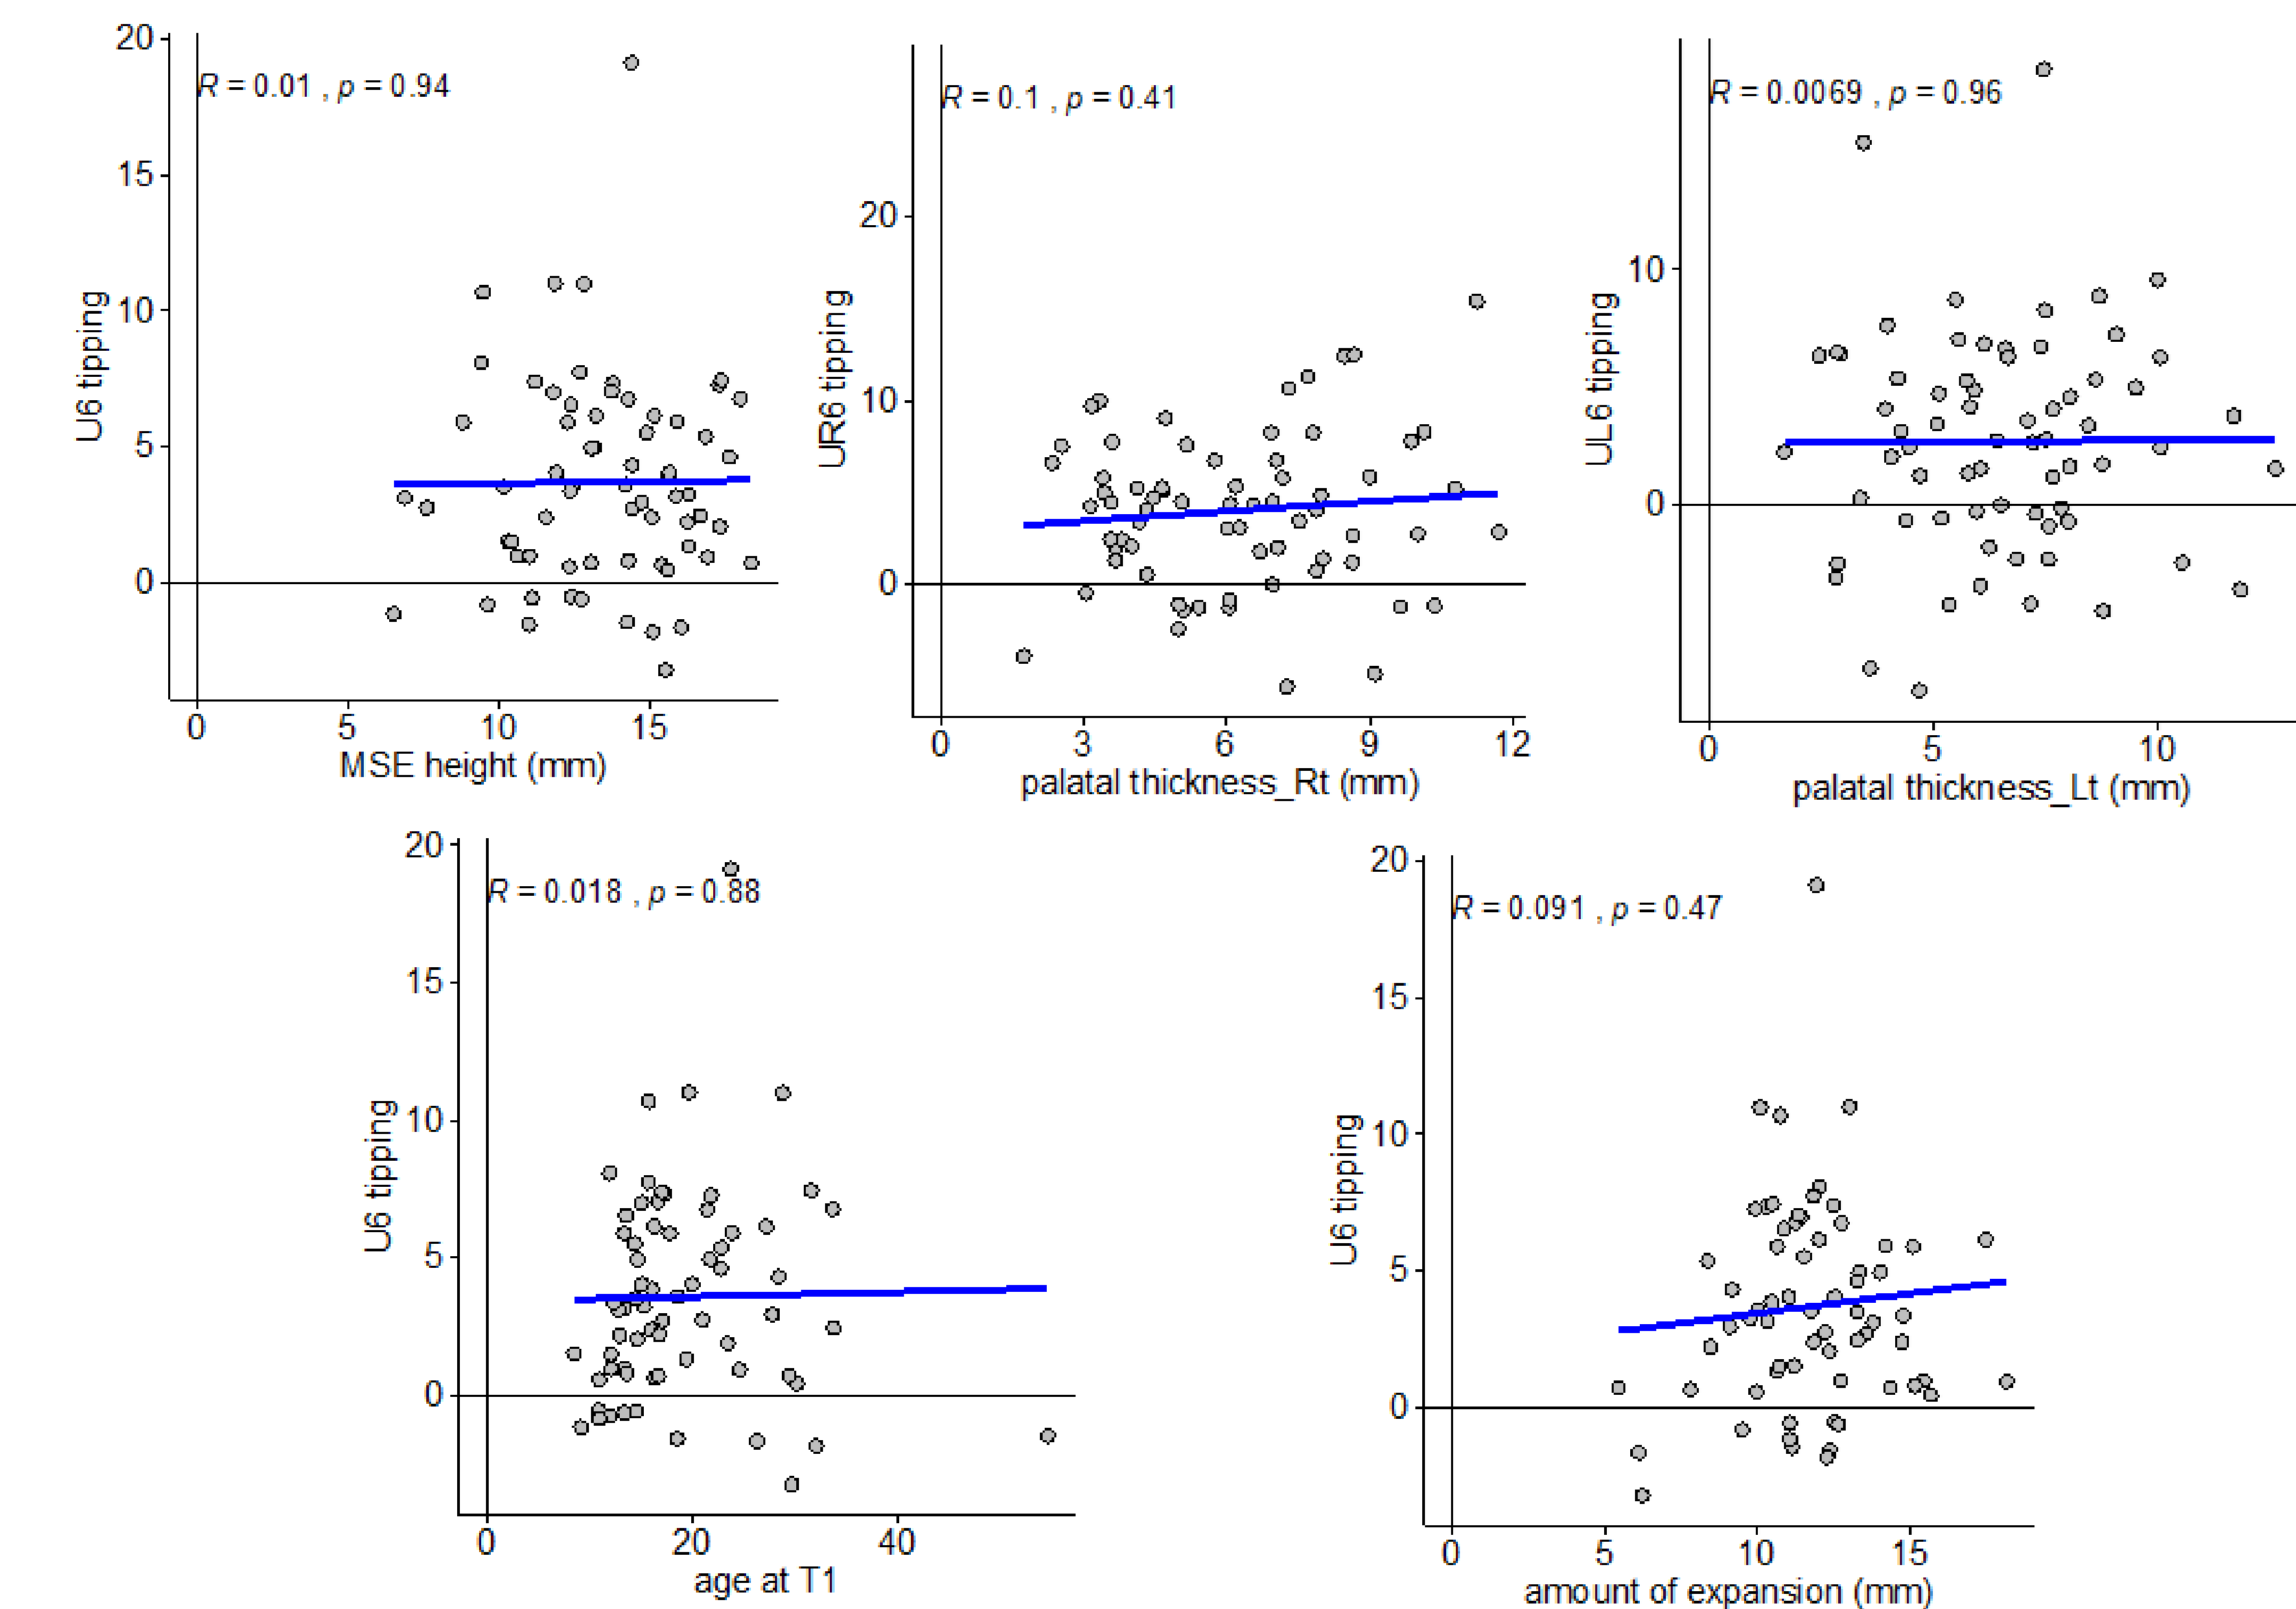 20
R = 0.01 , p = 0.94
15
10
5
0
U6 tipping
0 5 10 15
MSE height (mm)
R = 0.1 , p = 0.41
20
10
0
UR6 tipping
0 3 6 9 12
palatal thickness_Rt (mm)
R = 0.0069 , p = 0.96
10
0
UL6 tipping
0 5 10
palatal thickness_Lt (mm)
20
R = 0.018 , p = 0.88
15
10
5
0
U6 tipping
0 20 40
age at T1
20
R = 0.091 , p = 0.47
15
10
5
0
U6 tipping
0 5 10 15
amount of expansion (mm)